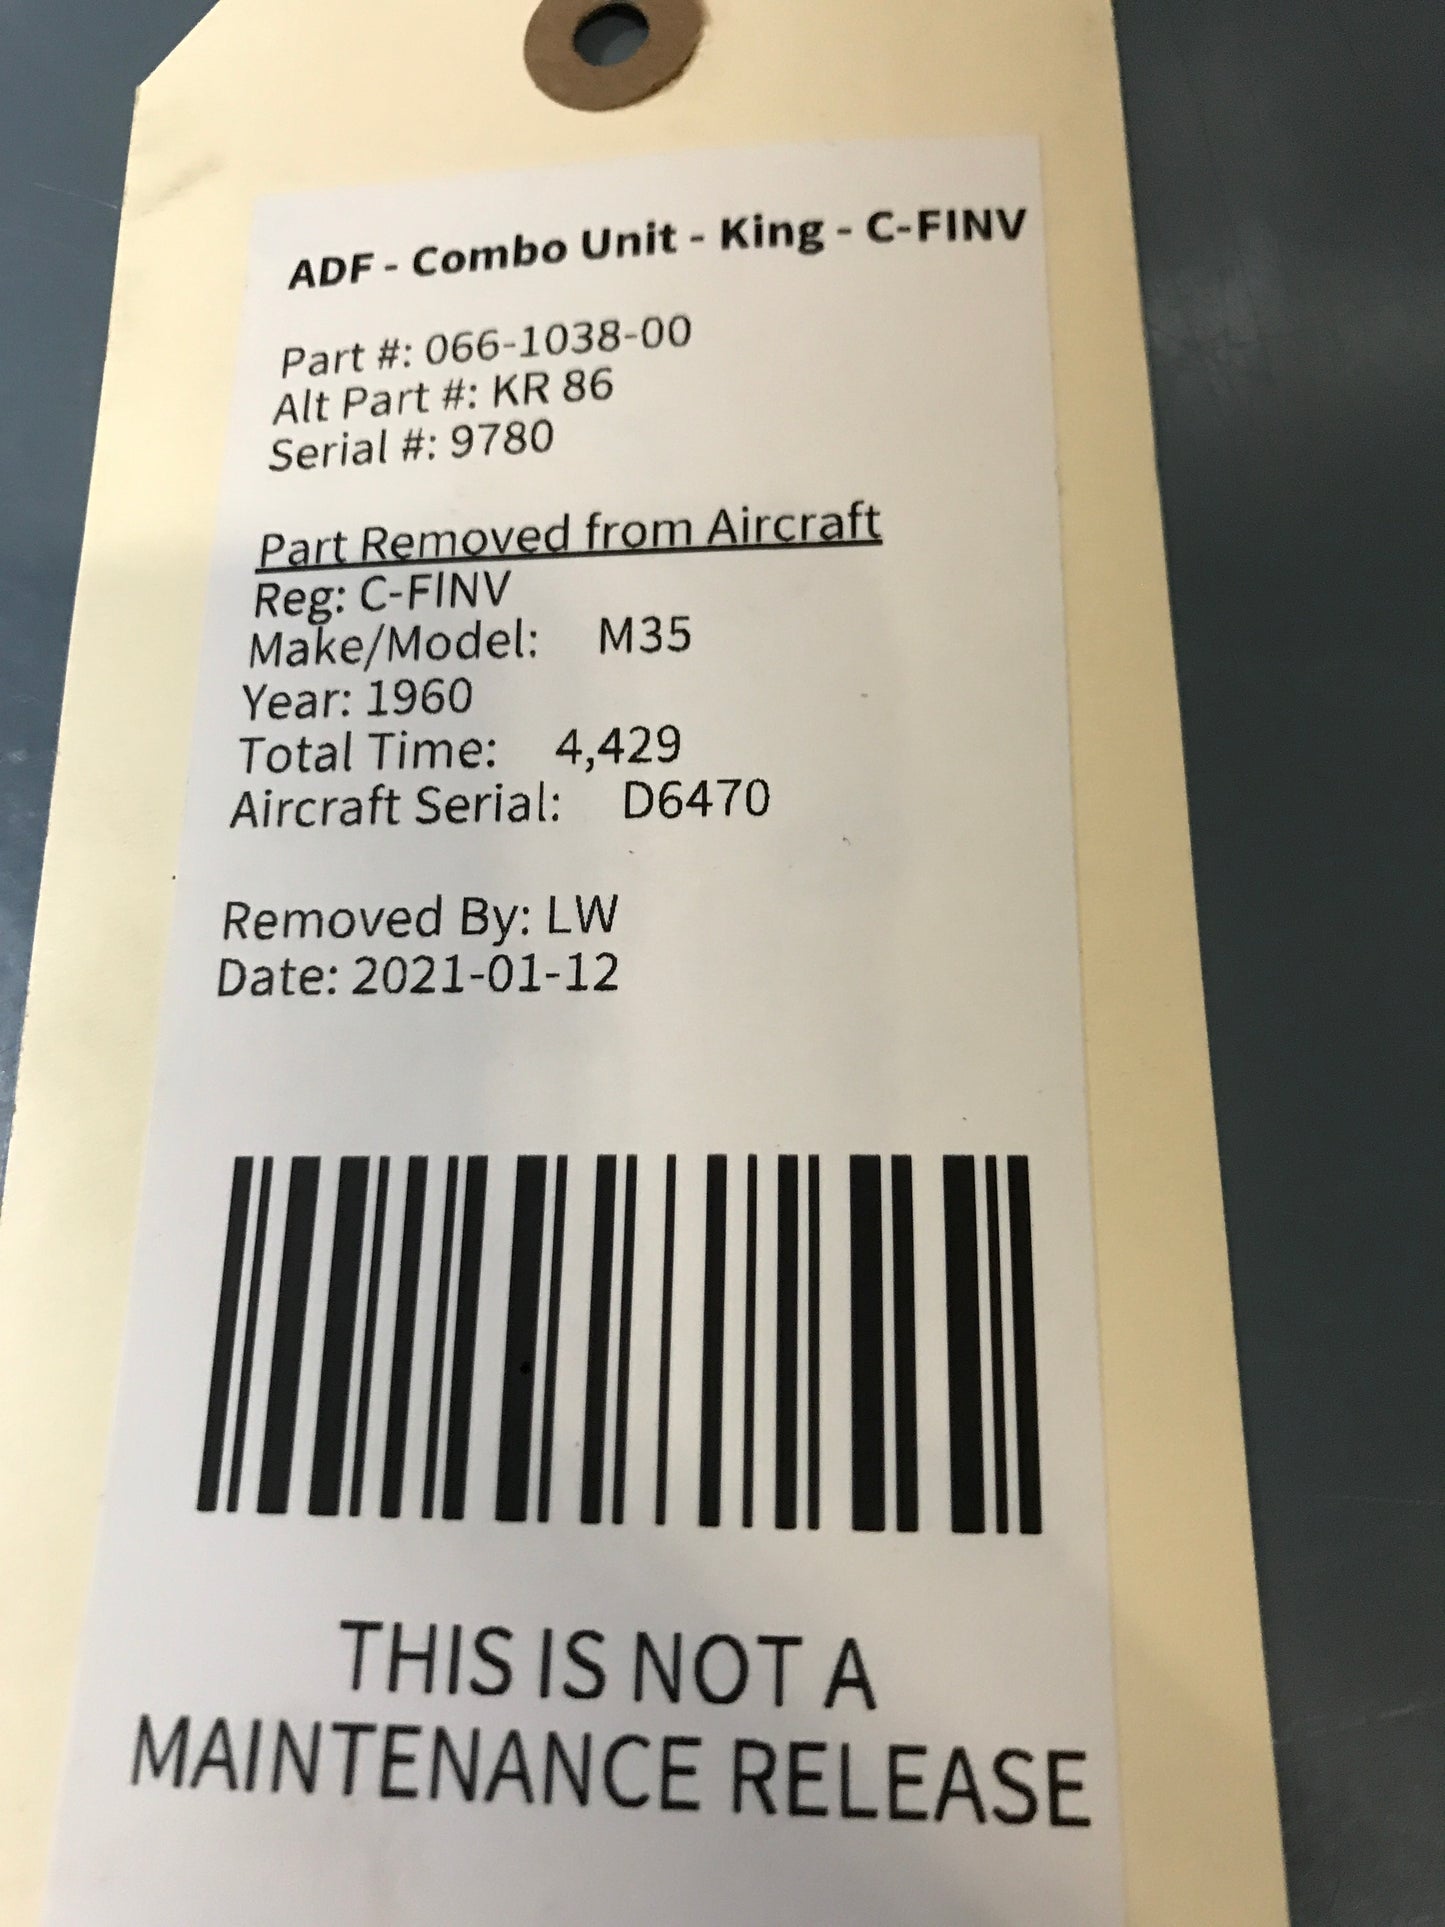 ADF - Combo Unit - King - C-FINV
Part #: 066-1038-00
Alt Part #: KR 86
Serial #: 9780
Part Removed from Aircraft
Reg: C-FINV
Make/Model: M35
Year: 1960
Total Time: 4,429
Aircraft Serial: D6470
Removed By: LW
Date: 2021-01-12
THIS IS NOT A
MAINTENANCE RELEASE